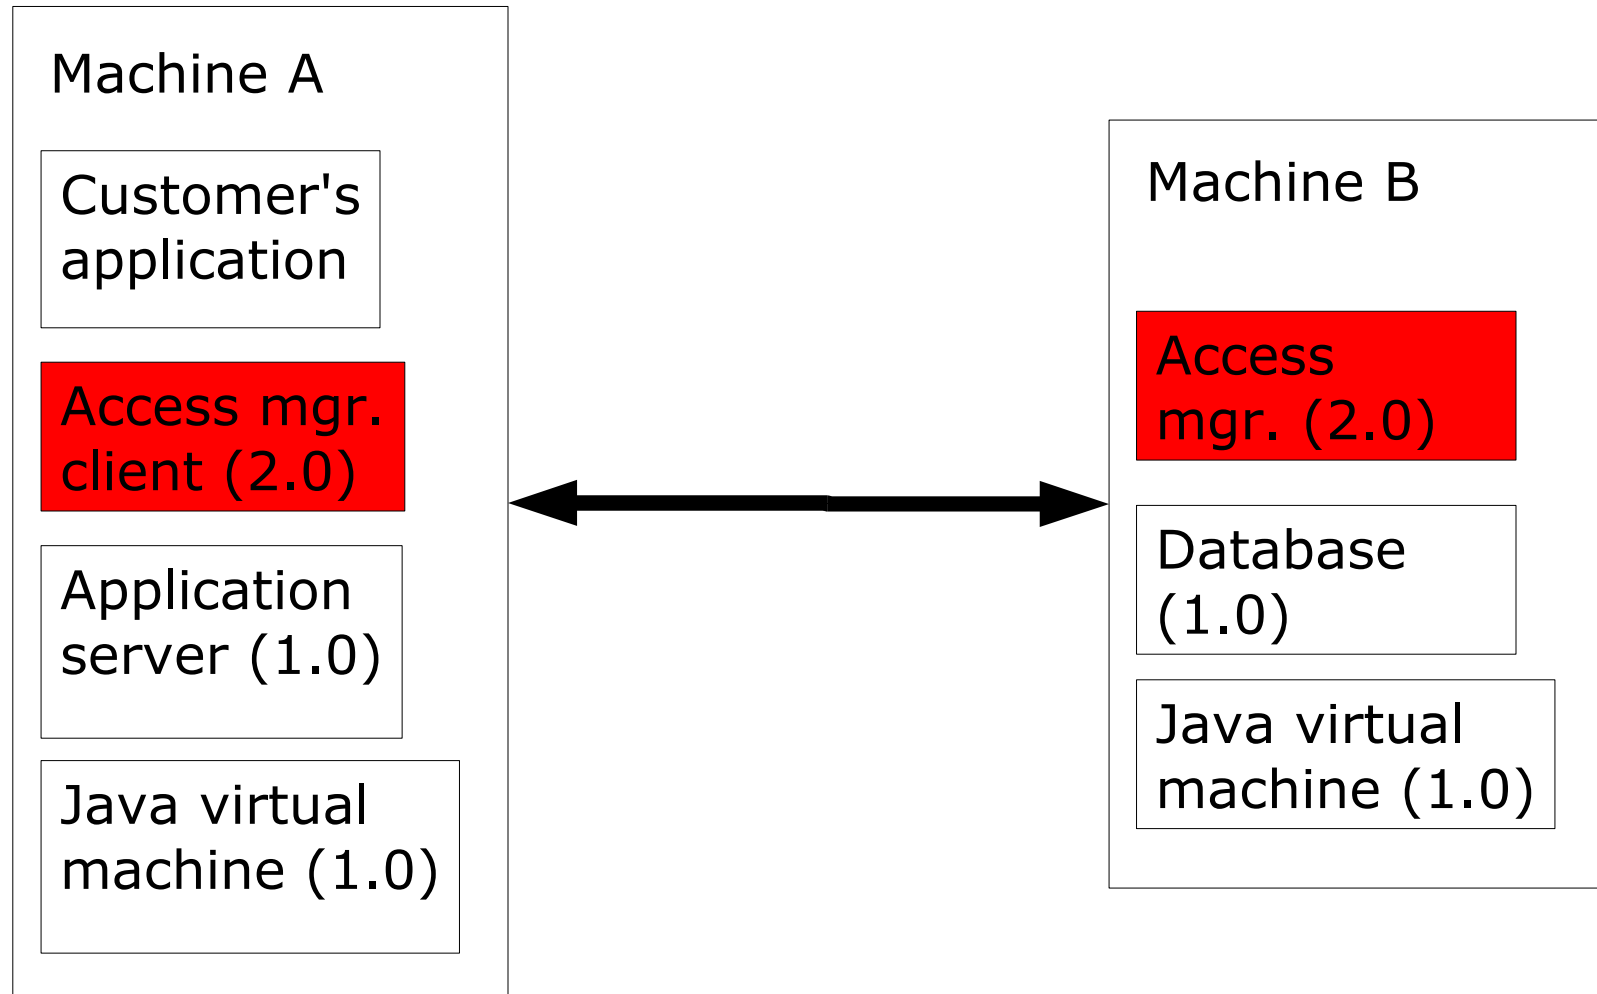 Machine A
Customer's
application
Access mgr.
client (2.0)
Application
server (1.0)
Java virtual
machine (1.0)
Machine B
Access
mgr. (2.0)
Database
(1.0)
Java virtual
machine (1.0)